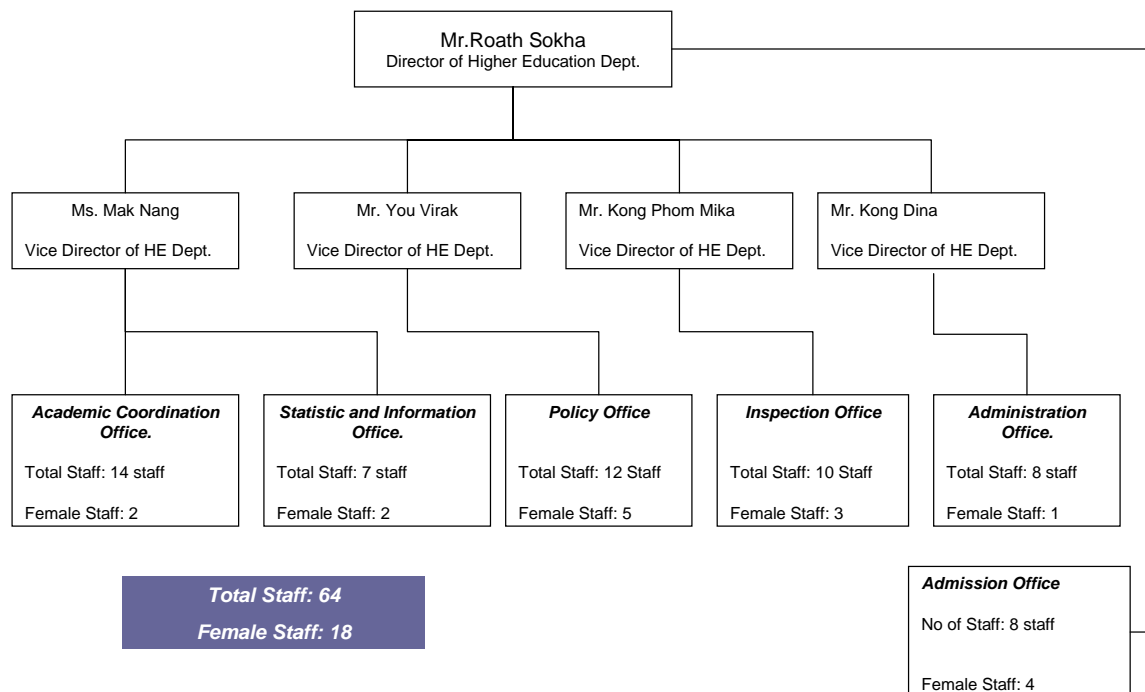 Mr.Roath Sokha
Director of Higher Education Dept.
Ms. Mak Nang
Vice Director of HE Dept.
Mr. You Virak
Vice Director of HE Dept.
Mr. Kong Phom Mika
Vice Director of HE Dept.
Mr. Kong Dina
Vice Director of HE Dept.
Academic Coordination
Office.
Total Staff: 14 staff
Female Staff: 2
Statistic and Information
Office.
Total Staff: 7 staff
Female Staff: 2
Policy Office
Total Staff: 12 Staff
Female Staff: 5
Inspection Office
Total Staff: 10 Staff
Female Staff: 3
Administration
Office.
Total Staff: 8 staff
Female Staff: 1
Total Staff: 64
Female Staff: 18
Admission Office
No of Staff: 8 staff
Female Staff: 4